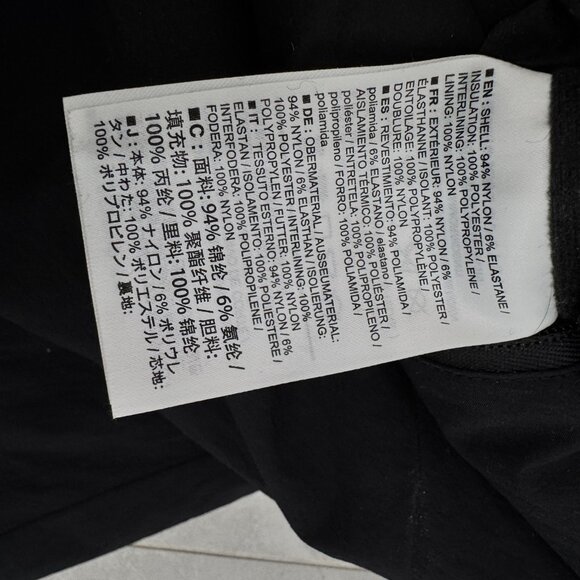 ■ EN: SHELL: 94% NYLON / 6% ELASTANE/
INSULATION: 100% POLYESTER /
INTERLINING: 100% POLYPROPYLENE /
LINING: 100% NYLON
■ FR: EXTÉRIEUR: 94% NYLON / 6%
ÉLASTHANNE / ISOLANT: 100% POLYESTER /
ENTOILAGE: 100% POLYPROPYLÈNE /
DOUBLURE: 100% NYLON
■ ES: REVESTIMIENTO: 94% POLIAMIDA /
poliamida / 6% ELASTANO / elastano /
AISLAMIENTO TÉRMICO: 100% POLIÉSTER /
poliéster / ENTRETELA: 100% POLIPROPILENO /
polipropileno / FORRO: 100% POLIAMIDA /
poliamida
■ DE: OBERMATERIAL / AUSSEUMATERIAL:
94% NYLON / 6% ELASTHAN / ISOLIERUNG:
100% POLYESTER / INTERLINING: 100%
POLYPROPYLEN / FUTTER: 100% NYLON
■ IT: TESSUTO ESTERNO: 94% NYLON / 6%
ELASTAN / ISOLANTE: 100% POLIESTERE /
INTERFODERA: 100% POLIPROPYLENE /
FODERA: 100% NYLON
■ C: 面料: 94% 锦纶 / 6% 氨纶 /
填充物: 100% 聚酯纤维 / 胆料:
100% 丙纶 / 里料: 100% 锦纶
■ J: 本体: 94% ナイロン / 6% ポリウレ
タン / 中わた: 100% ポリエステル / 芯地:
100% ポリプロピレン / 裏地: